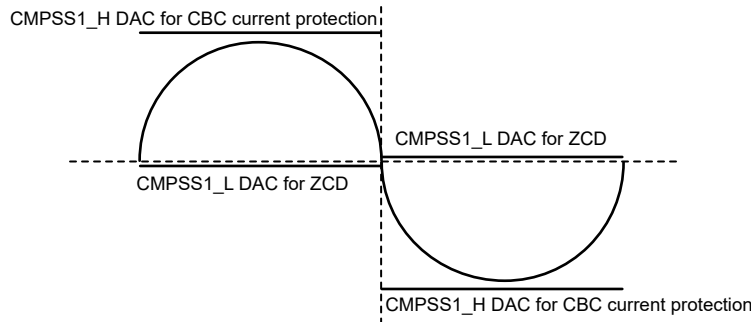 CMPSS1_H DAC for CBC current protection
CMPSS1_L DAC for ZCD
CMPSS1_L DAC for ZCD
CMPSS1_H DAC for CBC current protection